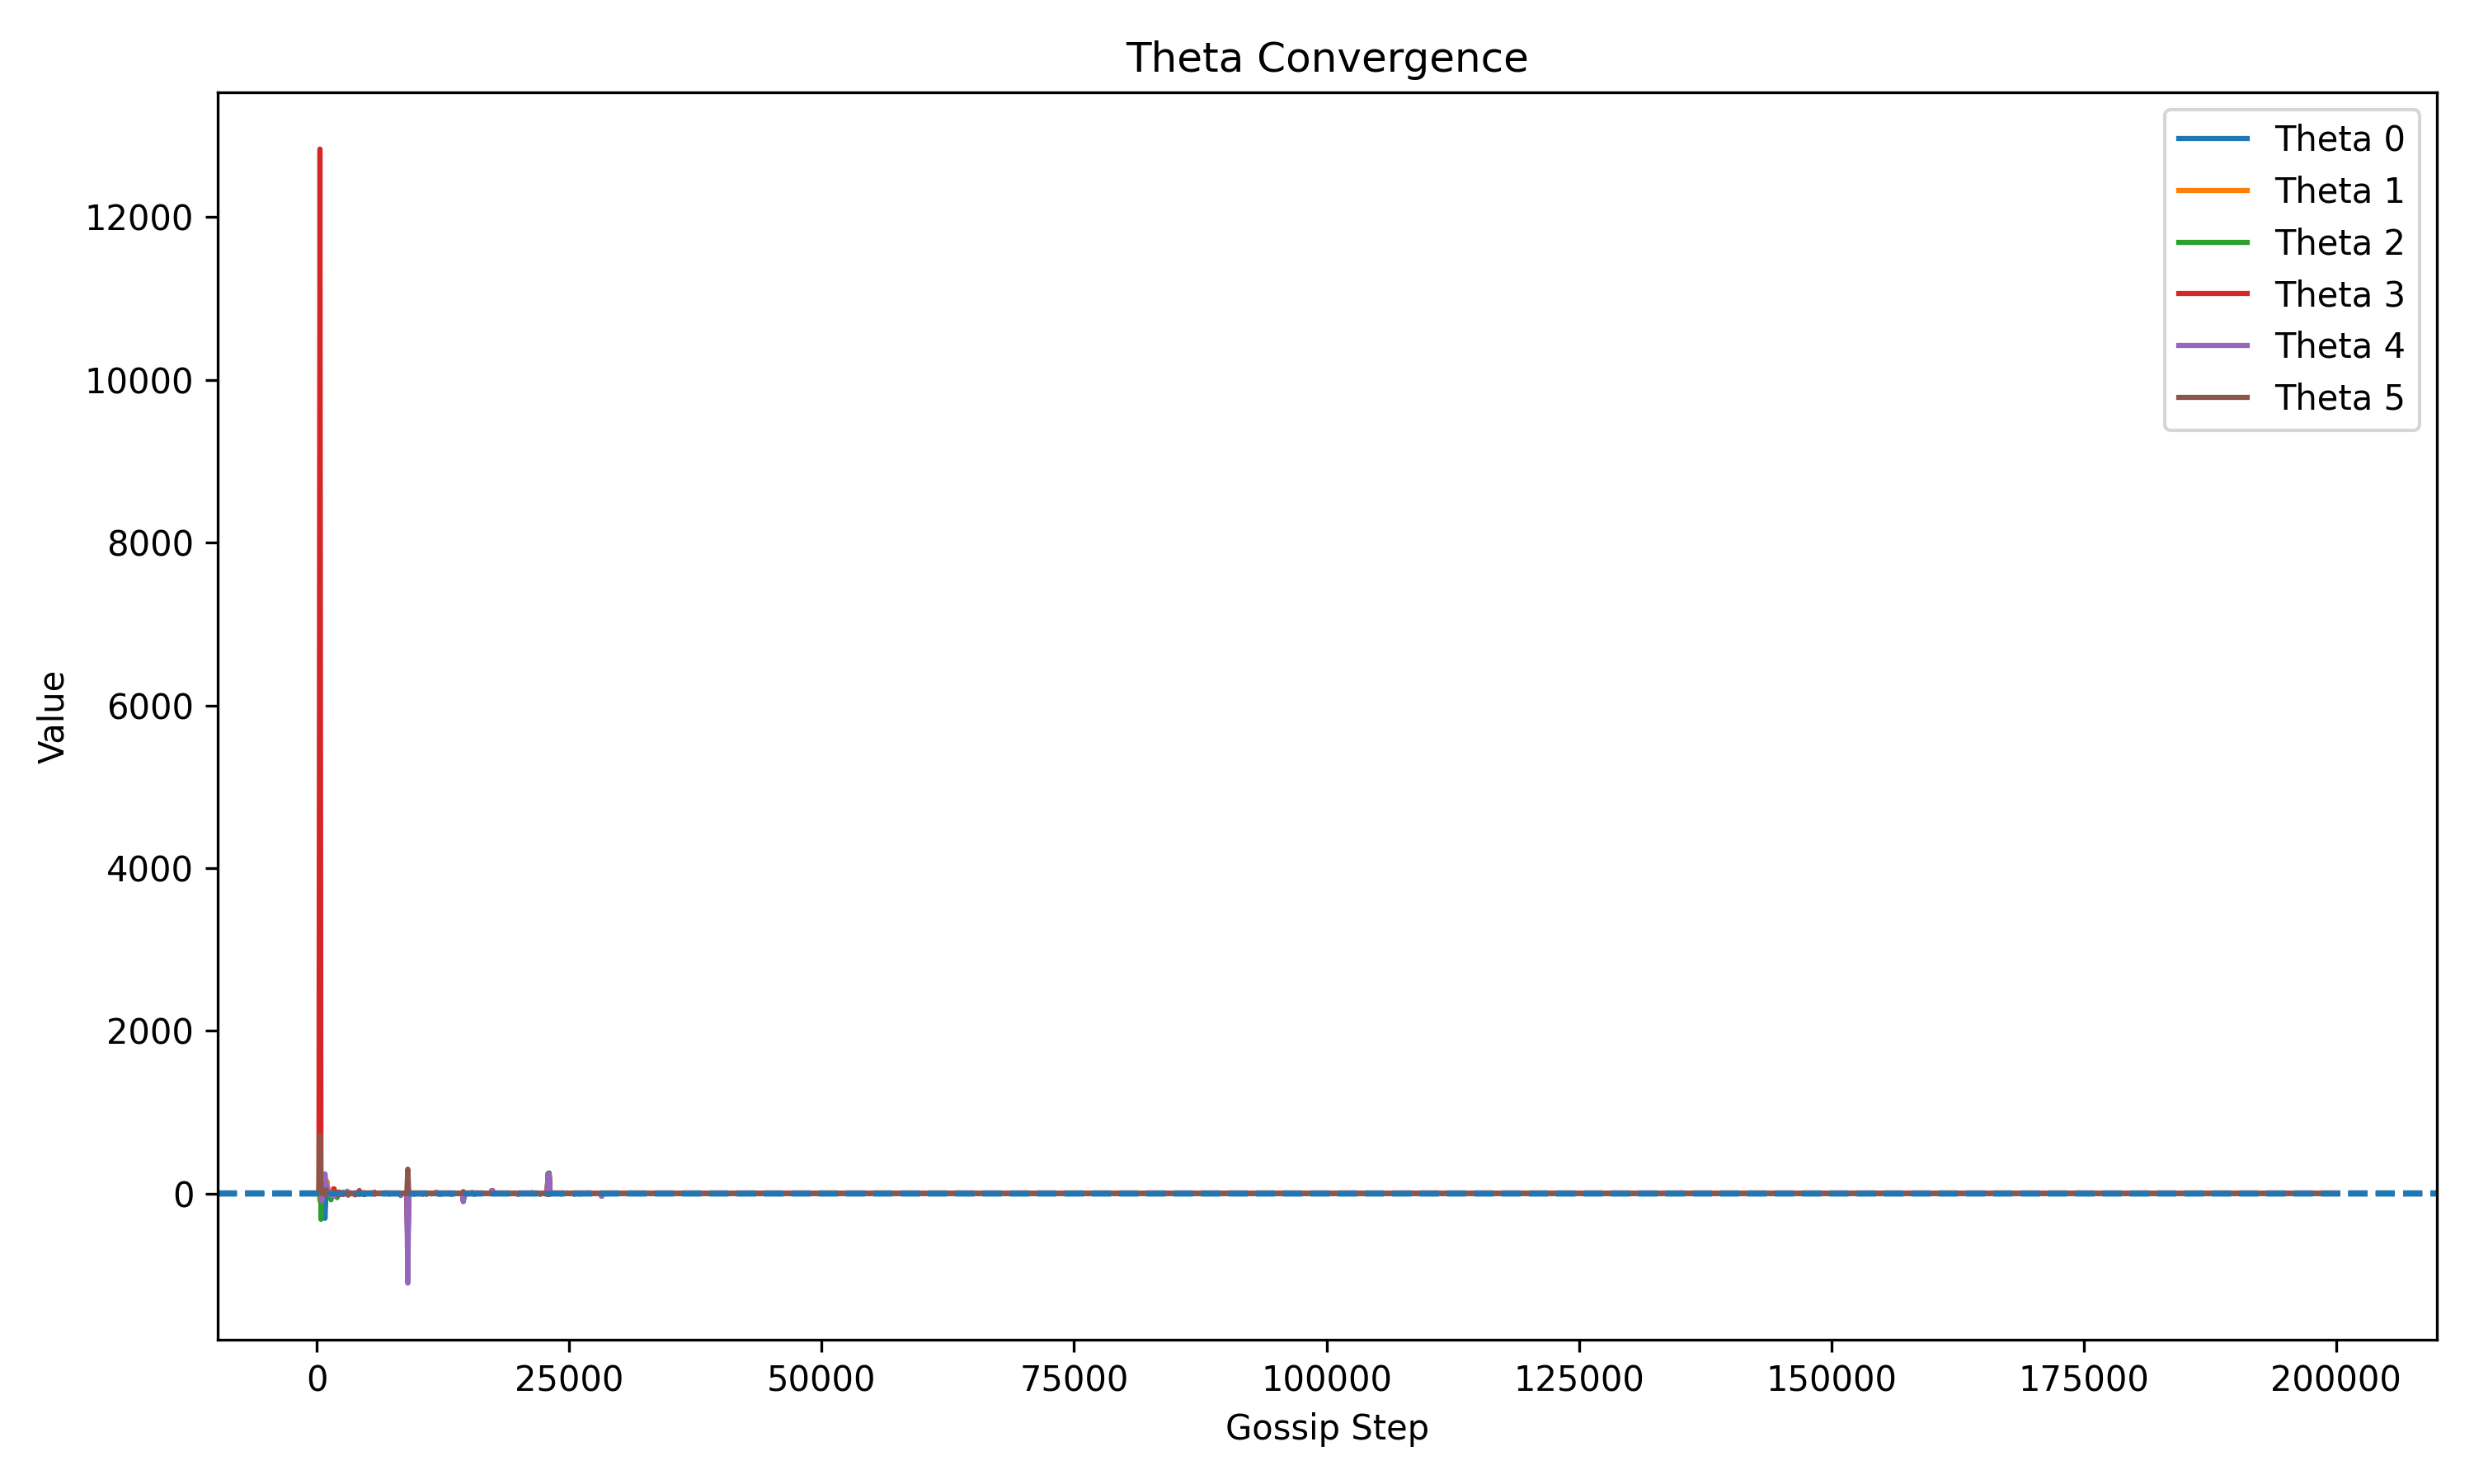 Theta Convergence
Theta 0
Theta 1
Theta 2
Theta 3
Theta 4
Theta 5
12000
10000
8000
6000
4000
2000
0
Value
0 25000 50000 75000 100000 125000 150000 175000 200000
Gossip Step